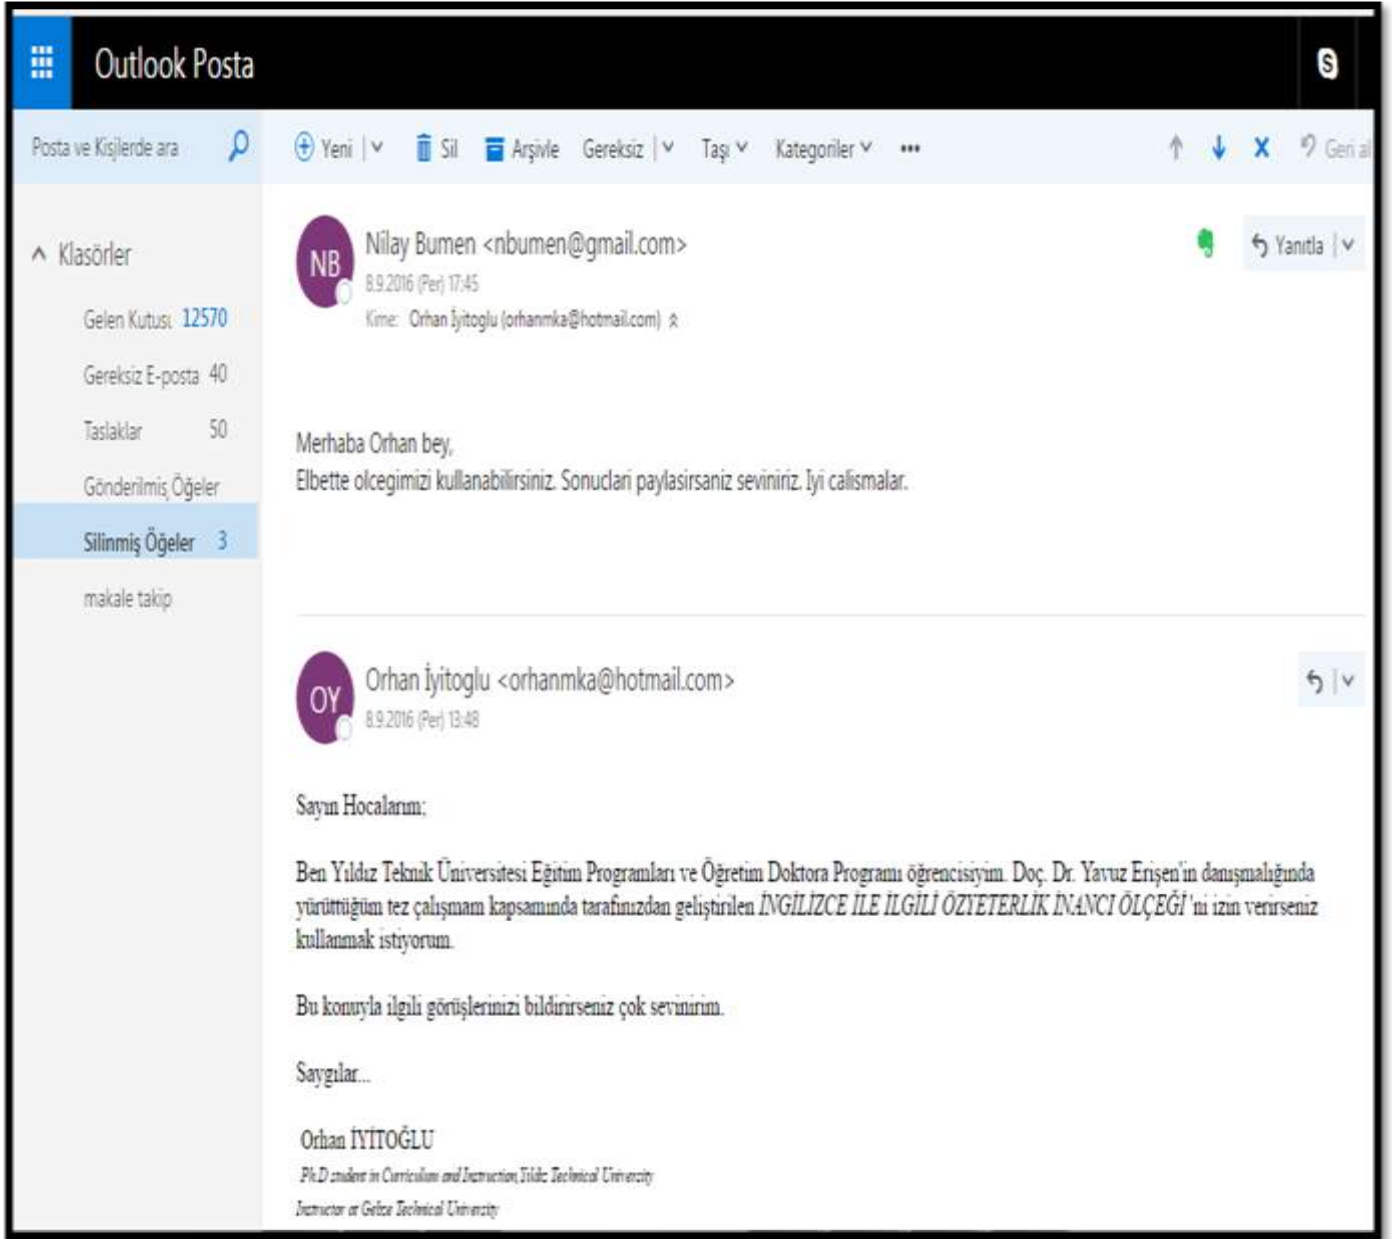 Outlook Posta
Posta ve Kişilerde ara
Yeni
Sil
Arşivle
Gereksiz
Taşı
Kategoriler
Geri al
Klasörler
Gelen Kutusu 12570
Gereksiz E-posta 40
Taslaklar 50
Gönderilmiş Öğeler
Silinmiş Öğeler 3
makale takip
NB
Nilay Bumen <nbumen@gmail.com>
8.9.2016 (Per) 17:45
Kime: Orhan İyitoglu (orhanmka@hotmail.com)
Yanıtla
Merhaba Orhan bey,
Elbette olcegimizi kullanabilirsiniz. Sonuclari paylasirsaniz seviniriz. Iyi calismalar.
OY
Orhan İyitoglu <orhanmka@hotmail.com>
8.9.2016 (Per) 13:48
Sayın Hocalarım;
Ben Yıldız Teknik Üniversitesi Eğitim Programları ve Öğretim Doktora Programı öğrencisiyim. Doç. Dr. Yavuz Erişen'in danışmalığında
yürüttüğüm tez çalışmam kapsamında tarafınızdan geliştirilen İNGİLİZCE İLE İLGİLİ ÖZYETERLİK İNANCI ÖLÇEĞİ 'ni izin verirseniz
kullanmak istiyorum.
Bu konuyla ilgili görüşlerinizi bildirirseniz çok sevinirim.
Saygılar...
Orhan İYİTOĞLU
Ph.D student in Curriculum and Instruction, Yıldız Technical University
Instructor at Gebze Technical University